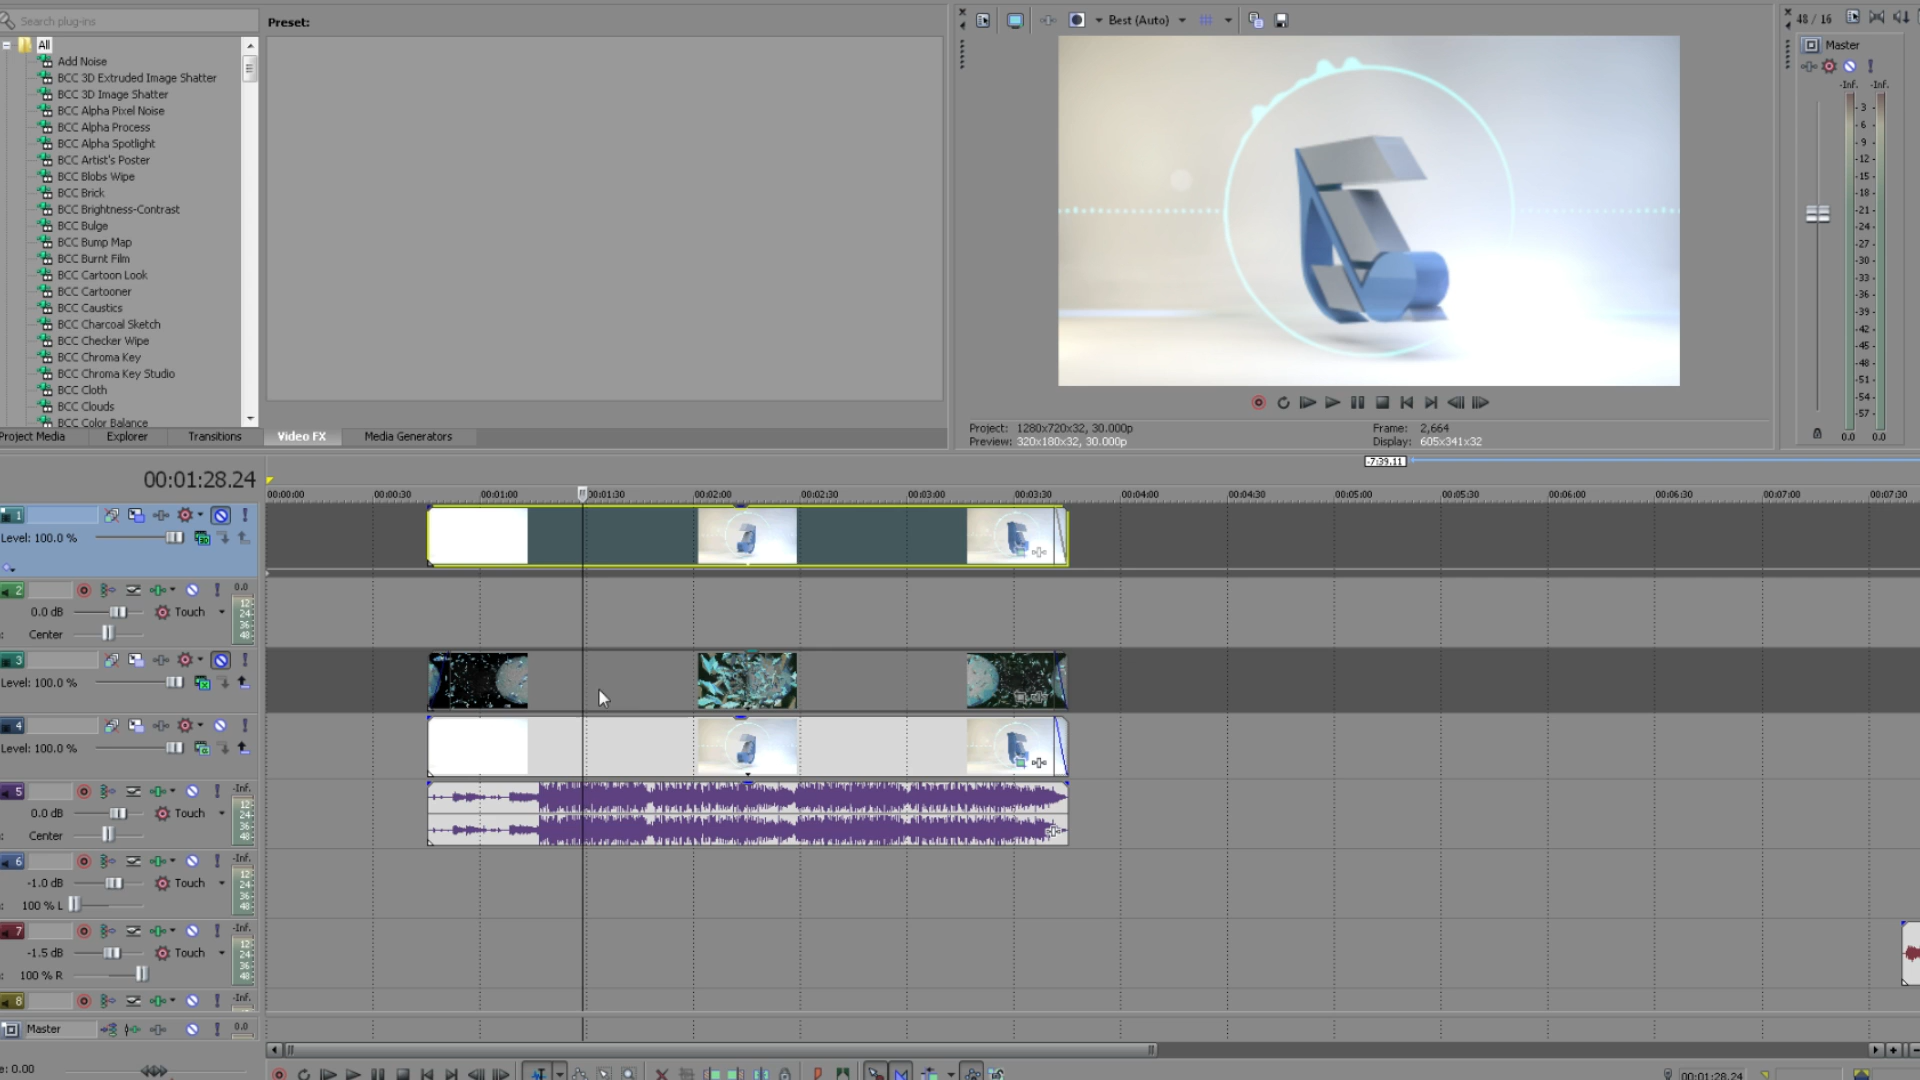 Search plug-ins
Preset:
All
Add Noise
BCC 3D Extruded Image Shatter
BCC 3D Image Shatter
BCC Alpha Pixel Noise
BCC Alpha Process
BCC Alpha Spotlight
BCC Artist's Poster
BCC Blobs Wipe
BCC Brick
BCC Brightness-Contrast
BCC Bulge
BCC Bump Map
BCC Burnt Film
BCC Cartoon Look
BCC Cartooner
BCC Caustics
BCC Charcoal Sketch
BCC Checker Wipe
BCC Chroma Key
BCC Chroma Key Studio
BCC Cloth
BCC Clouds
BCC Color Balance
Project Media Explorer Transitions Video FX Media Generators
Best (Auto)
Project: 1280x720x32, 30.000p
Preview: 320x180x32, 30.000p
Frame: 2,664
Display: 605x341x32
48 / 16
Master
-Inf. -Inf.
- 3 -
- 6 -
- 9 -
-12-
-15-
-18-
-21-
-24-
-27-
-30-
-33-
-36-
-39-
-42-
-45-
-48-
-51-
-54-
-57-
0.0 0.0
-7:39.11
00:01:28.24
00:00:00 00:00:30 00:01:00 00:01:30 00:02:00 00:02:30 00:03:00 00:03:30 00:04:00 00:04:30 00:05:00 00:05:30 00:06:00 00:06:30 00:07:00 00:07:30
1
Level: 100.0 %
2 0.0
0.0 dB Touch
Center
12
24
36
48
3
Level: 100.0 %
4
Level: 100.0 %
5 -Inf.
0.0 dB Touch
Center
12
24
36
48
6 -Inf.
-1.0 dB Touch
100 % L
12
24
36
48
7 -Inf.
-1.5 dB Touch
100 % R
12
24
36
48
8 -Inf.
Master 0.0
e: 0.00
00:01:28.24